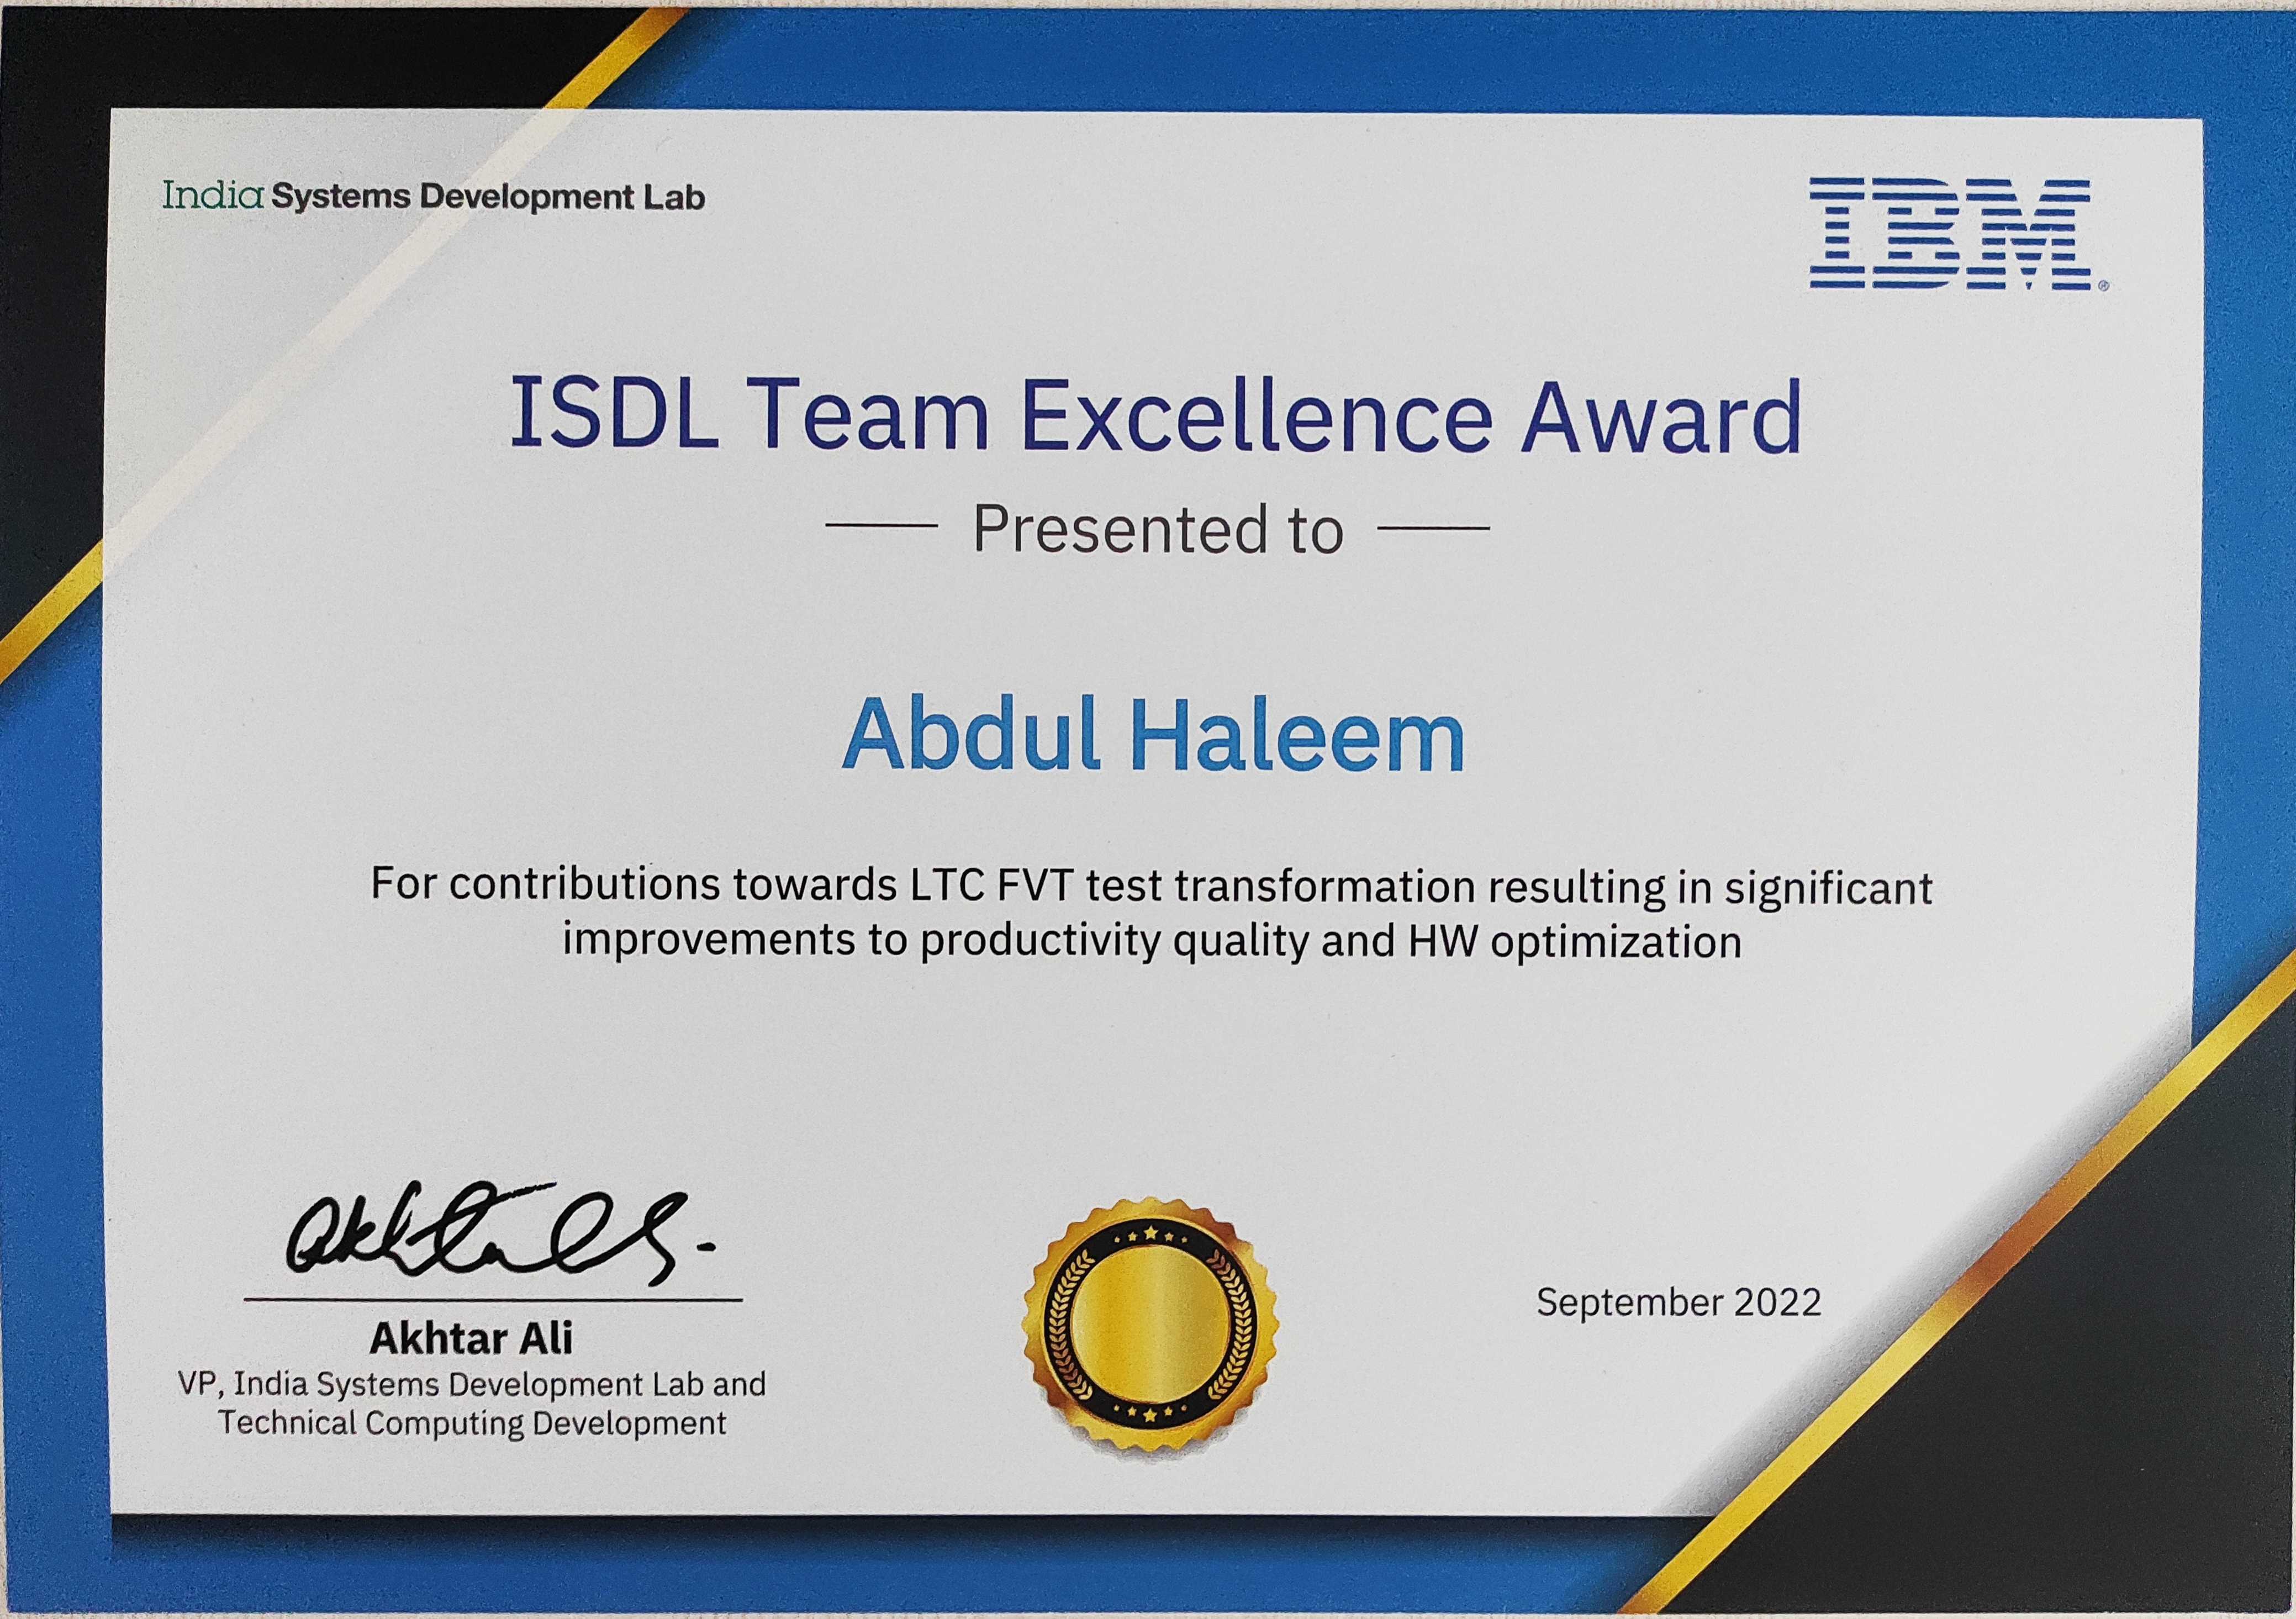 India Systems Development Lab
IBM®
ISDL Team Excellence Award
Presented to
Abdul Haleem
For contributions towards LTC FVT test transformation resulting in significant
improvements to productivity quality and HW optimization
Akhtar Ali
September 2022
Akhtar Ali
VP, India Systems Development Lab and
Technical Computing Development